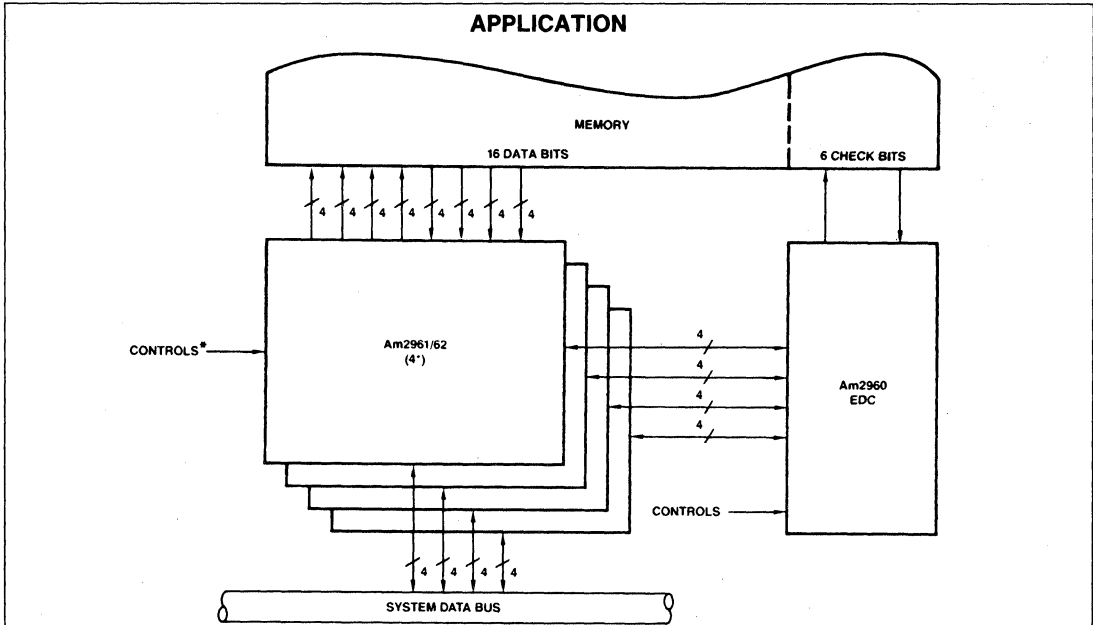 APPLICATION
MEMORY
16 DATA BITS
6 CHECK BITS
4 4 4 4 4 4 4 4
CONTROLS*
Am2961/62
(4*)
4
4
4
4
Am2960
EDC
CONTROLS
4 4 4 4
SYSTEM DATA BUS